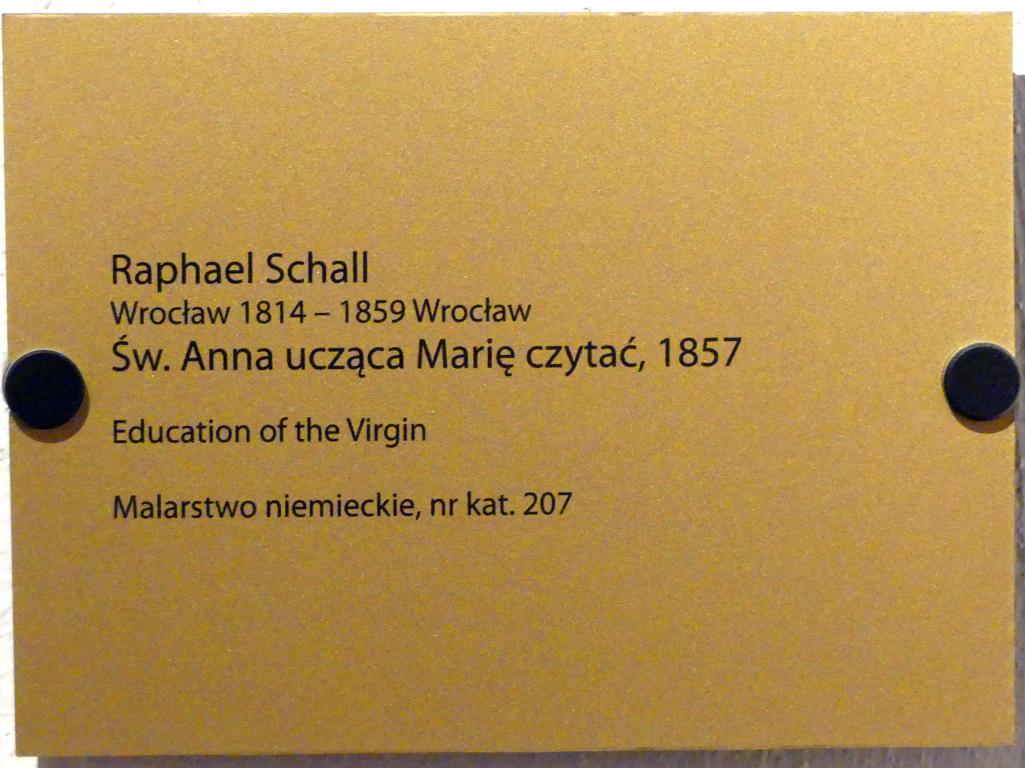 Raphael Schall
Wrocław 1814 – 1859 Wrocław
Św. Anna ucząca Marię czytać, 1857
Education of the Virgin
Malarstwo niemieckie, nr kat. 207